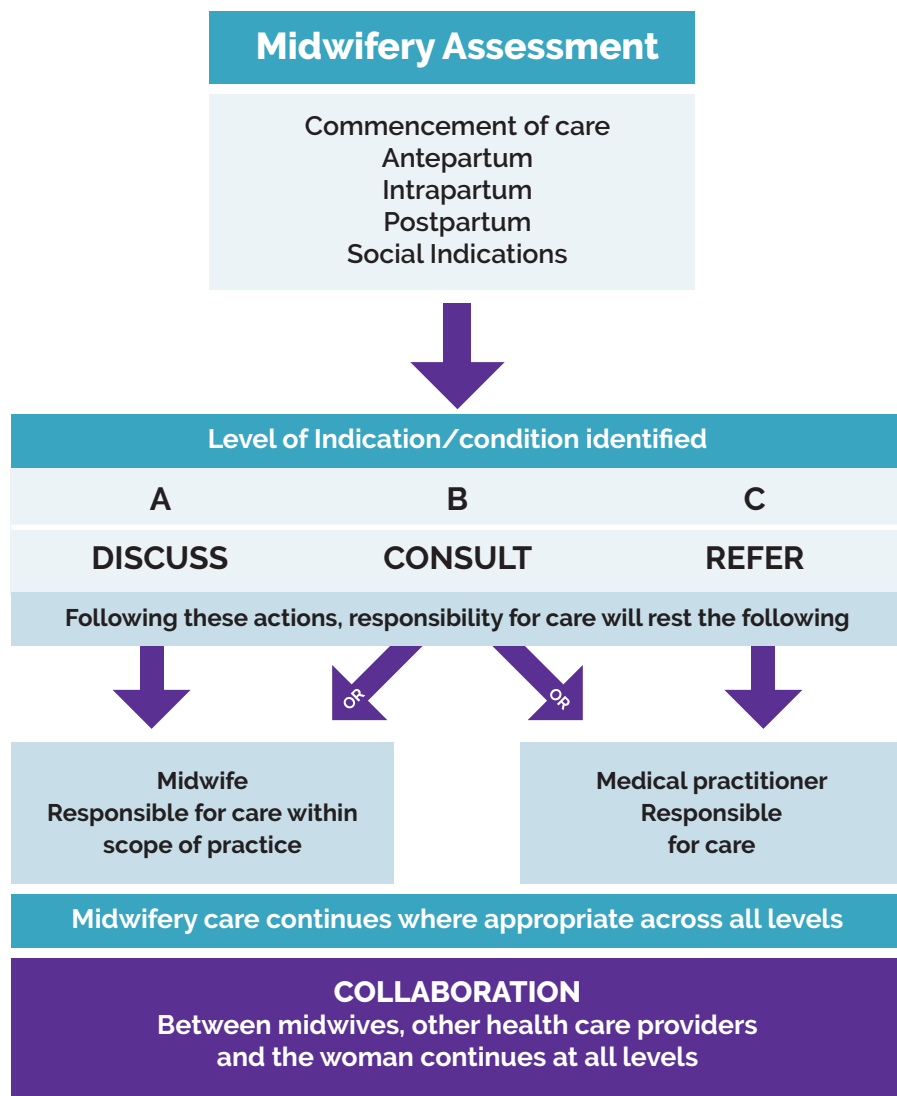 Midwifery Assessment
Commencement of care
Antepartum
Intrapartum
Postpartum
Social Indications
Level of Indication/condition identified
A B C
DISCUSS CONSULT REFER
Following these actions, responsibility for care will rest the following
OR OR
Midwife
Responsible for care within
scope of practice
Medical practitioner
Responsible
for care
Midwifery care continues where appropriate across all levels
COLLABORATION
Between midwives, other health care providers
and the woman continues at all levels